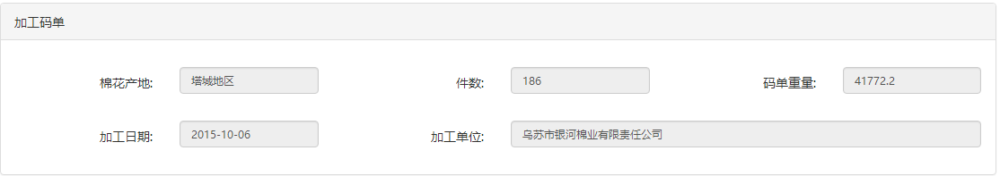 加工码单
棉花产地: 塔城地区 件数: 186 码单重量: 41772.2
加工日期: 2015-10-06 加工单位: 乌苏市银河棉业有限责任公司